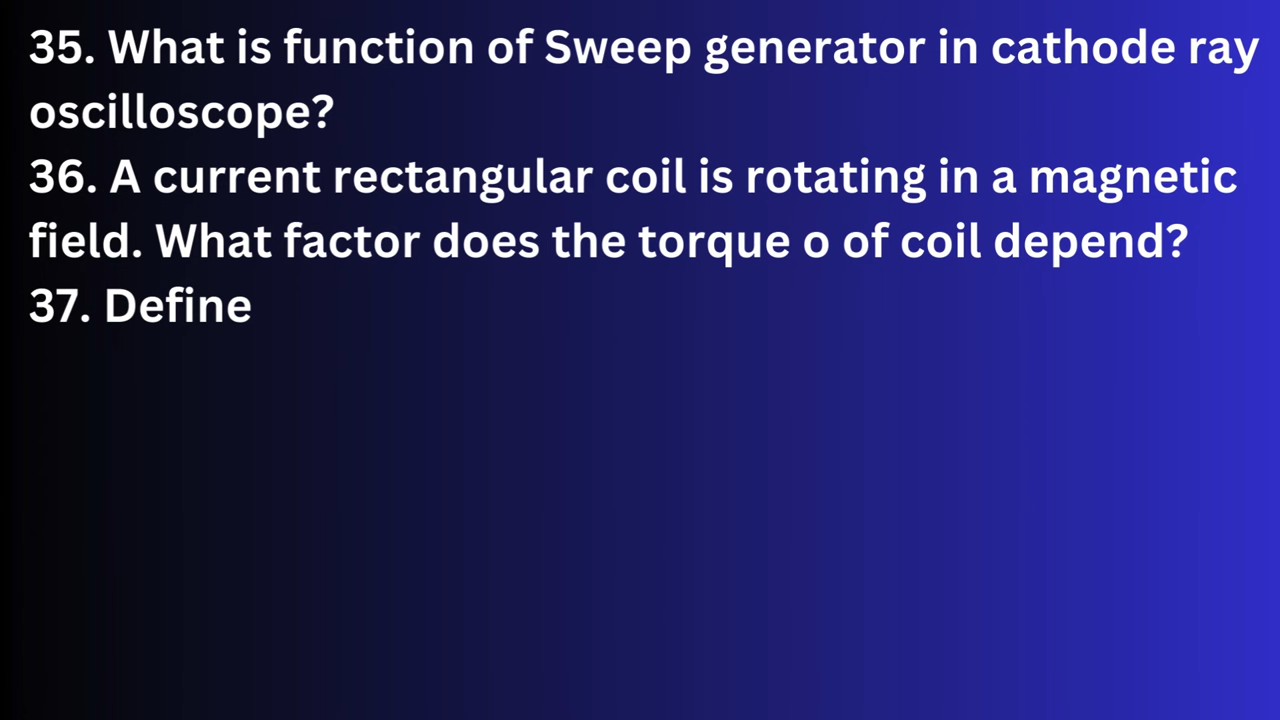 35. What is function of Sweep generator in cathode ray
oscilloscope?
36. A current rectangular coil is rotating in a magnetic
field. What factor does the torque o of coil depend?
37. Define